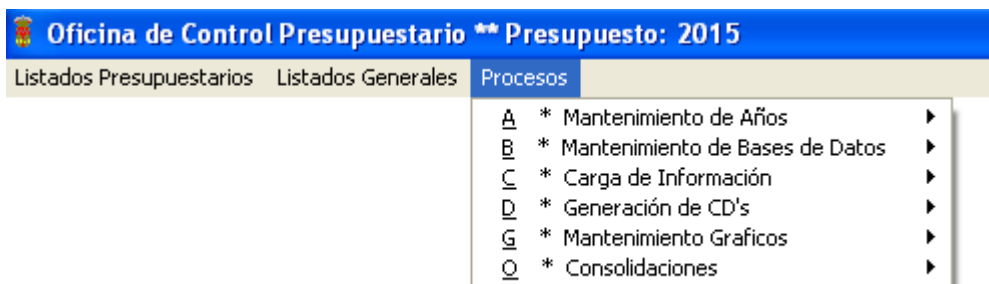 Oficina de Control Presupuestario ** Presupuesto: 2015
Listados Presupuestarios Listados Generales Procesos
A * Mantenimiento de Años
B * Mantenimiento de Bases de Datos
C * Carga de Información
D * Generación de CD's
G * Mantenimiento Graficos
O * Consolidaciones